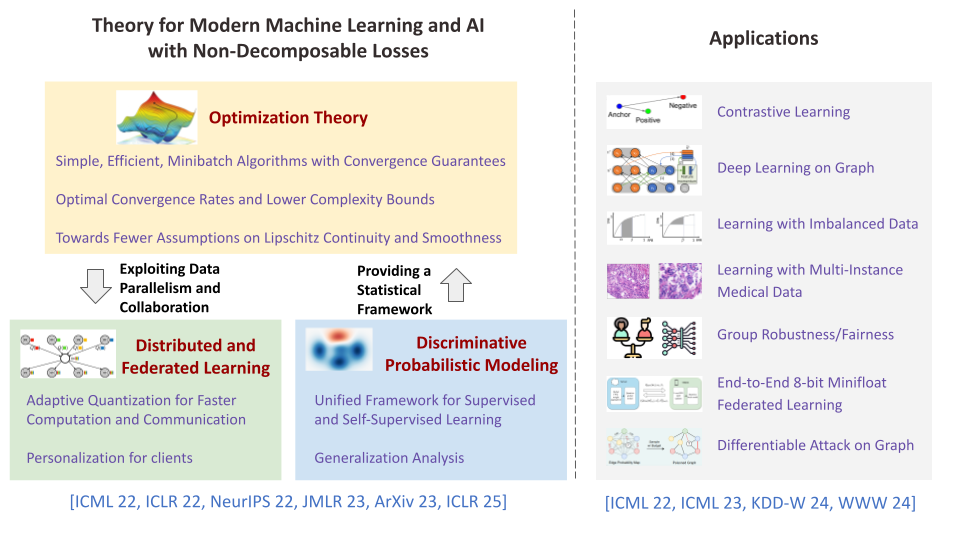 Theory for Modern Machine Learning and AI
with Non-Decomposable Losses
Optimization Theory
Simple, Efficient, Minibatch Algorithms with Convergence Guarantees
Optimal Convergence Rates and Lower Complexity Bounds
Towards Fewer Assumptions on Lipschitz Continuity and Smoothness
Exploiting Data
Parallelism and
Collaboration
Providing a
Statistical
Framework
Distributed and
Federated Learning
Adaptive Quantization for Faster
Computation and Communication
Personalization for clients
Discriminative
Probabilistic Modeling
Unified Framework for Supervised
and Self-Supervised Learning
Generalization Analysis
[ICML 22, ICLR 22, NeurIPS 22, JMLR 23, ArXiv 23, ICLR 25]
Applications
Anchor
Positive
Negative
Contrastive Learning
Deep Learning on Graph
Learning with Imbalanced Data
Learning with Multi-Instance
Medical Data
Group Robustness/Fairness
End-to-End 8-bit Minifloat
Federated Learning
Differentiable Attack on Graph
[ICML 22, ICML 23, KDD-W 24, WWW 24]